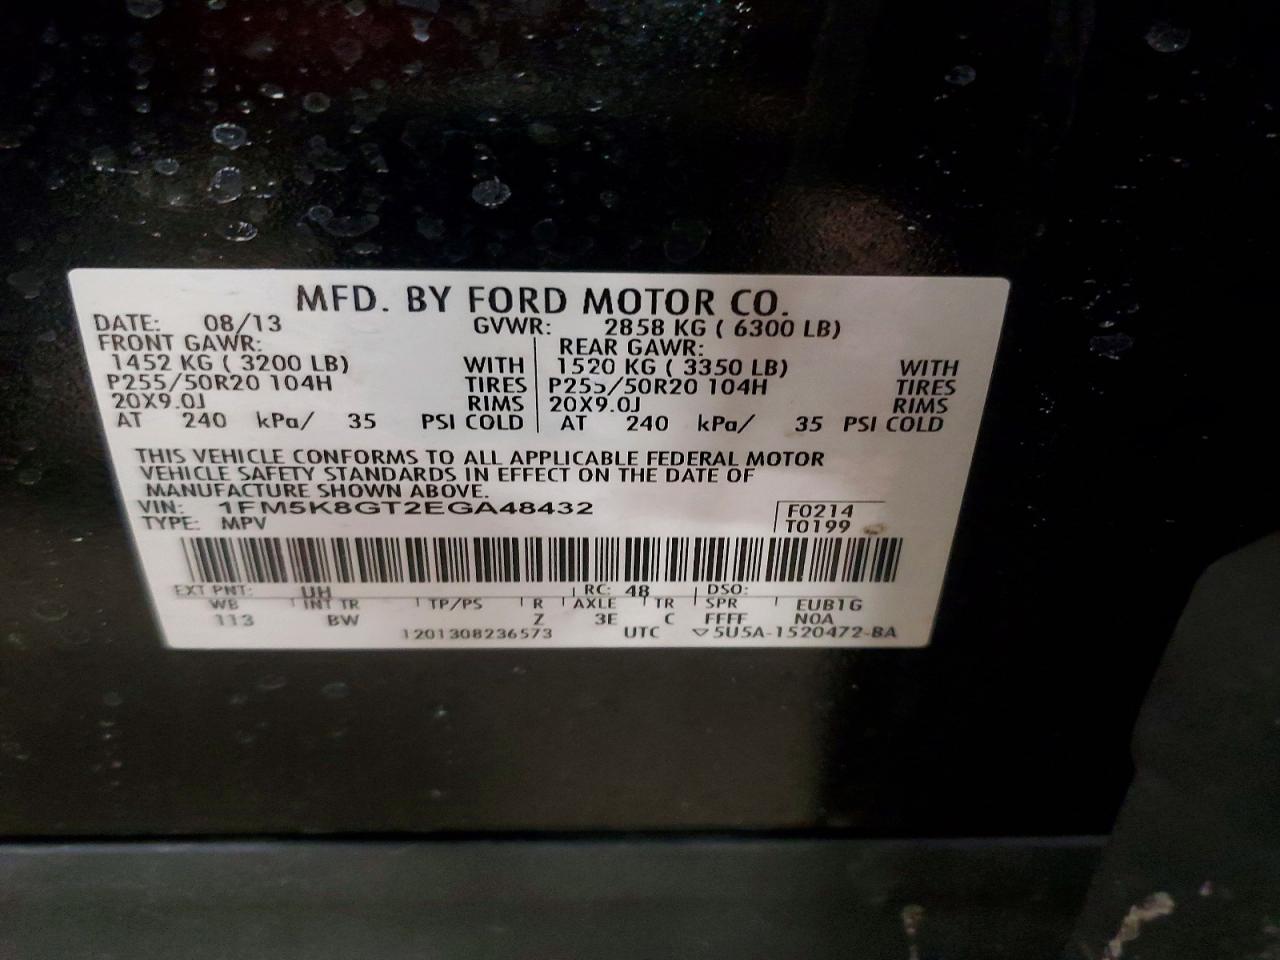 MFD. BY FORD MOTOR CO.
DATE: 08/13 GVWR: 2858 KG ( 6300 LB)
FRONT GAWR: REAR GAWR:
1452 KG ( 3200 LB) WITH 1520 KG ( 3350 LB) WITH
P255/50R20 104H TIRES P255/50R20 104H TIRES
20X9.0J RIMS 20X9.0J RIMS
AT 240 kPa/ 35 PSI COLD AT 240 kPa/ 35 PSI COLD
THIS VEHICLE CONFORMS TO ALL APPLICABLE FEDERAL MOTOR
VEHICLE SAFETY STANDARDS IN EFFECT ON THE DATE OF
MANUFACTURE SHOWN ABOVE.
VIN: 1FM5K8GT2EGA48432 F0214
TYPE: MPV T0199
EXT PNT: UH RC: 48 DSO:
WB INT TR TP/PS R AXLE TR SPR EUB1G
113 BW Z 3E C FFFF NOA
1201308236573 UTC ▽5U5A-1520472-BA